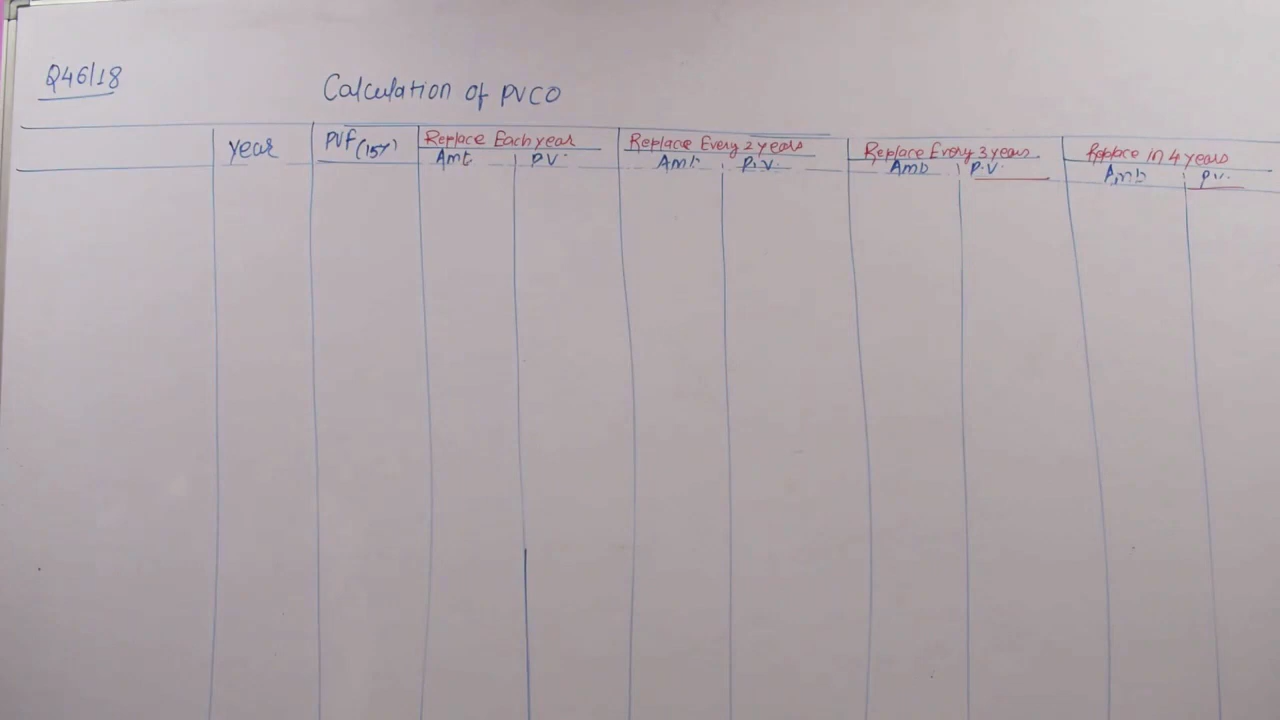 Q46/18
Calculation of PVCO
year
PVf (15%)
Replace Each year
Amt. P.V.
Replace Every 2 years
Amt. P.V.
Replace Every 3 years
Amt P.V.
Replace in 4 years
Amt. P.V.